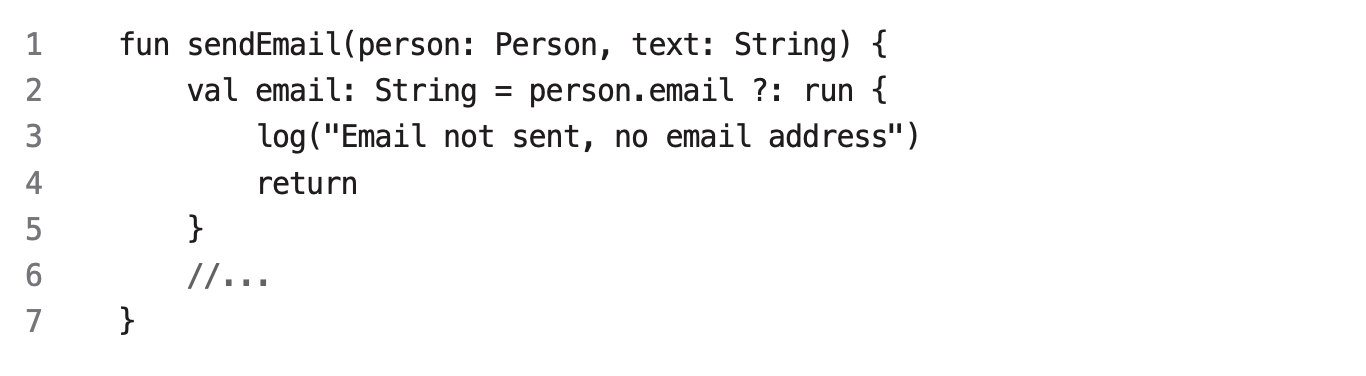 1 fun sendEmail(person: Person, text: String) {
2 val email: String = person.email ?: run {
3 log("Email not sent, no email address")
4 return
5 }
6 //...
7 }